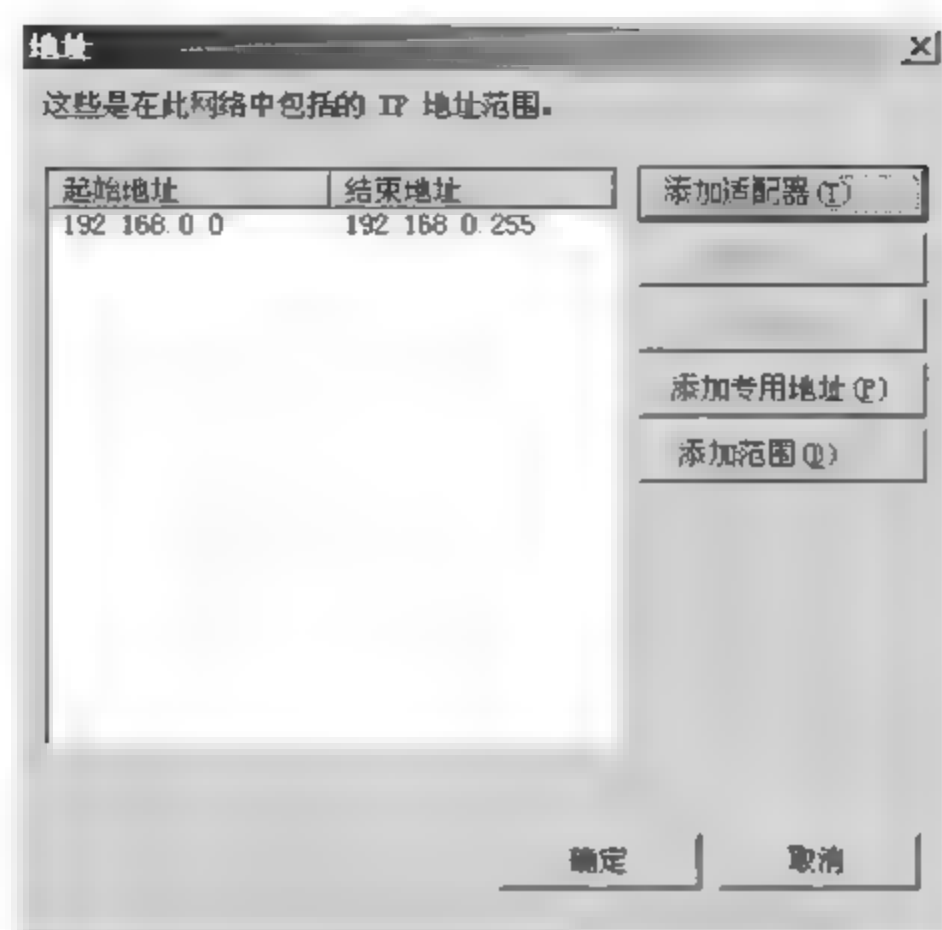 地址
这些是在此网络中包括的 IP 地址范围。
起始地址 结束地址
192 168.0 0 192 168 0.255
添加适配器(T)
添加专用地址(P)
添加范围
确定 取消